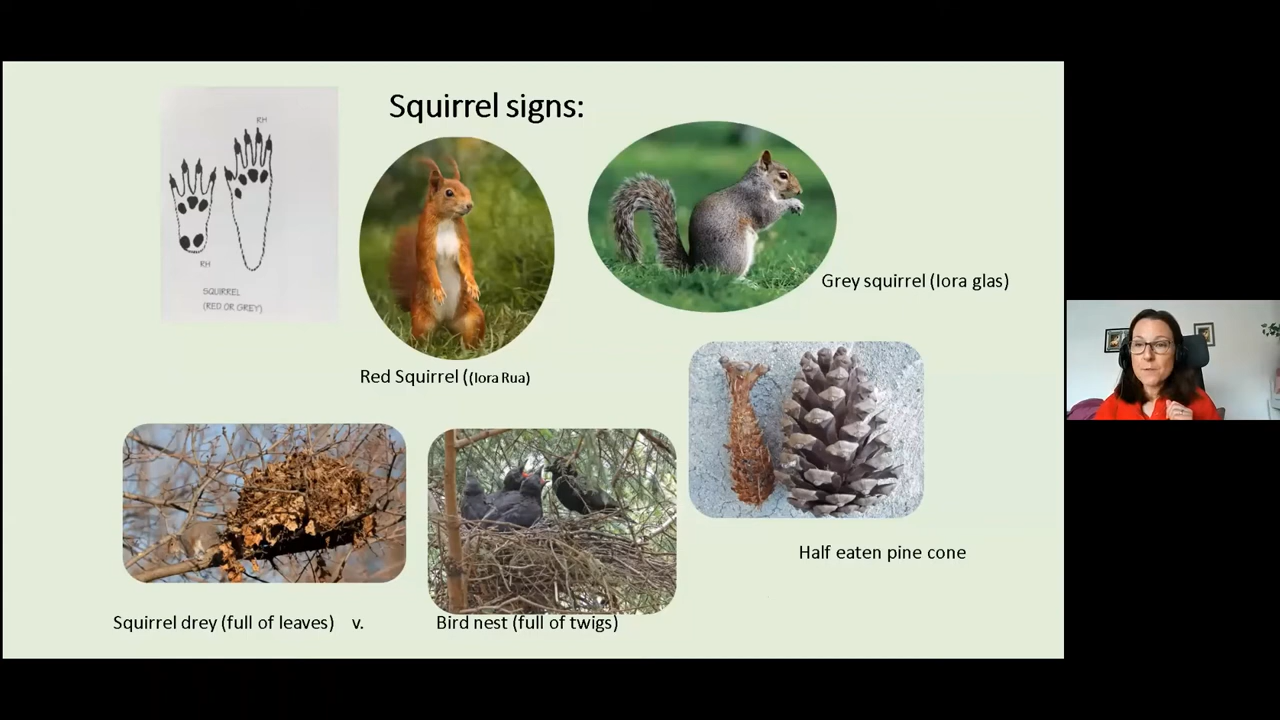 Squirrel signs:
RH
RH
SQUIRREL
(RED OR GREY)
Grey squirrel (Iora glas)
Red Squirrel ((Iora Rua)
Half eaten pine cone
Squirrel drey (full of leaves) v.
Bird nest (full of twigs)